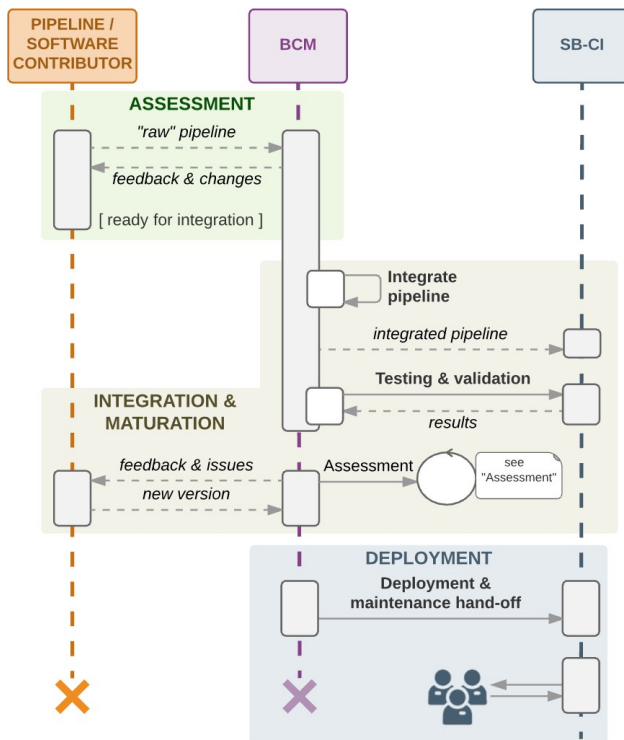 PIPELINE /
SOFTWARE
CONTRIBUTOR
BCM
SB-CI
ASSESSMENT
"raw" pipeline
feedback & changes
[ ready for integration ]
Integrate
pipeline
integrated pipeline
Testing & validation
results
INTEGRATION &
MATURATION
feedback & issues
new version
Assessment
see
"Assessment"
DEPLOYMENT
Deployment &
maintenance hand-off